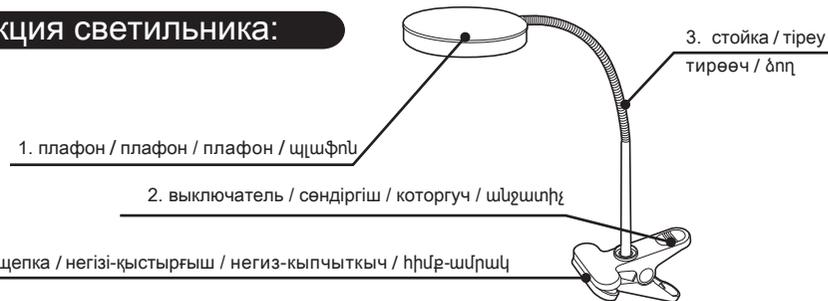 кция светильника:
3. стойка / тіреу
тирөөч / ձող
1. плафон / плафон / плафон / պլաֆոն
2. выключатель / сөндіргіш / которгуч / անջատիչ
щепка / негізі-қыстырғыш / негиз-кыпчыткыч / հիմք-ամրակ